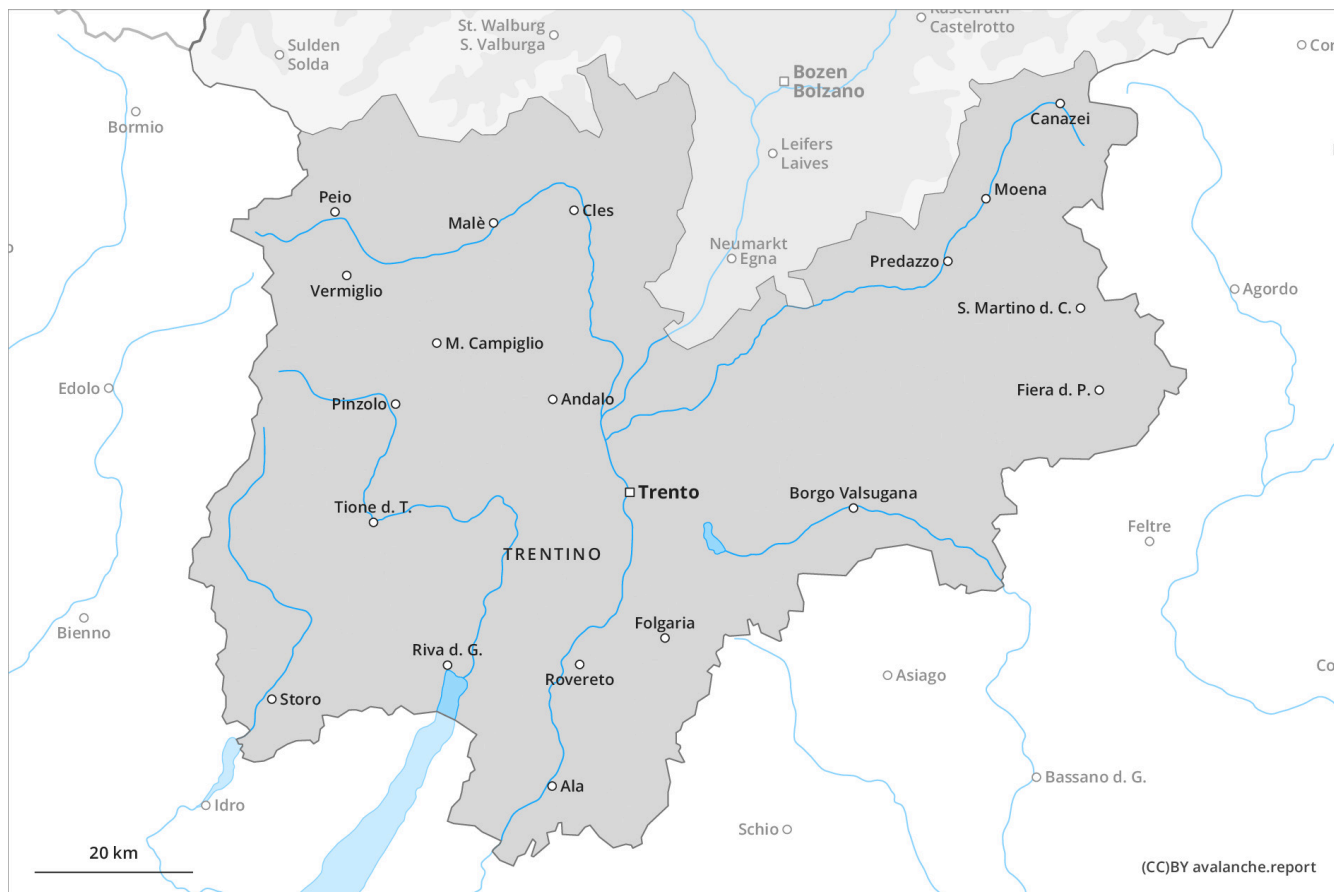 Kastelruth
Castelrotto
St. Walburg
S. Valburga
Sulden
Solda
Bozen
Bolzano
Bormio
Canazei
Leifers
Laives
Moena
Peio
Malè
Cles
Neumarkt
Egna
Predazzo
Vermiglio
Agordo
S. Martino d. C.
M. Campiglio
Edolo
Pinzolo
Andalo
Fiera d. P.
Trento
Borgo Valsugana
Tione d. T.
Feltre
TRENTINO
Bienno
Folgaria
Riva d. G.
Rovereto
Asiago
Storo
Ala
Bassano d. G.
Idro
Schio
20 km
(CC)BY avalanche.report